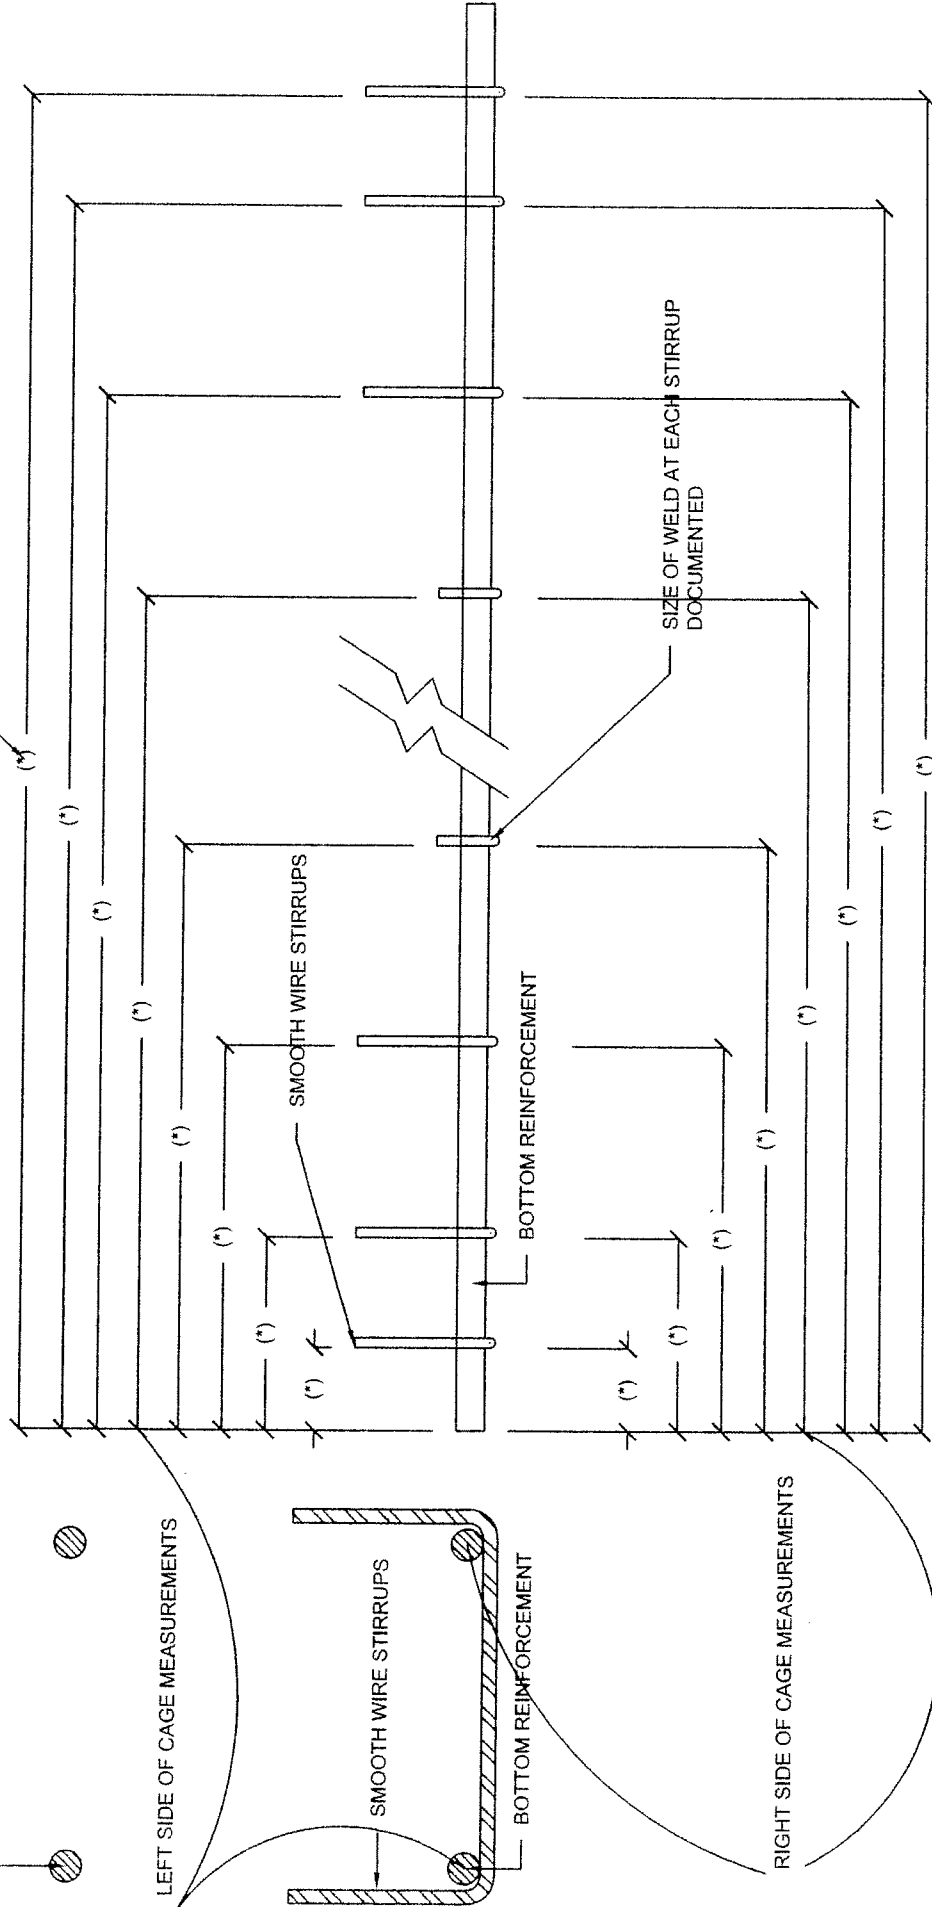 (*)
(*)
(*)
(*)
(*)
(*)
(*)
(*)
SMOOTH WIRE STIRRUPS
SIZE OF WELD AT EACH STIRRUP
DOCUMENTED
BOTTOM REINFORCEMENT
(*)
(*)
(*)
(*)
(*)
(*)
(*)
(*)
LEFT SIDE OF CAGE MEASUREMENTS
SMOOTH WIRE STIRRUPS
BOTTOM REINFORCEMENT
RIGHT SIDE OF CAGE MEASUREMENTS